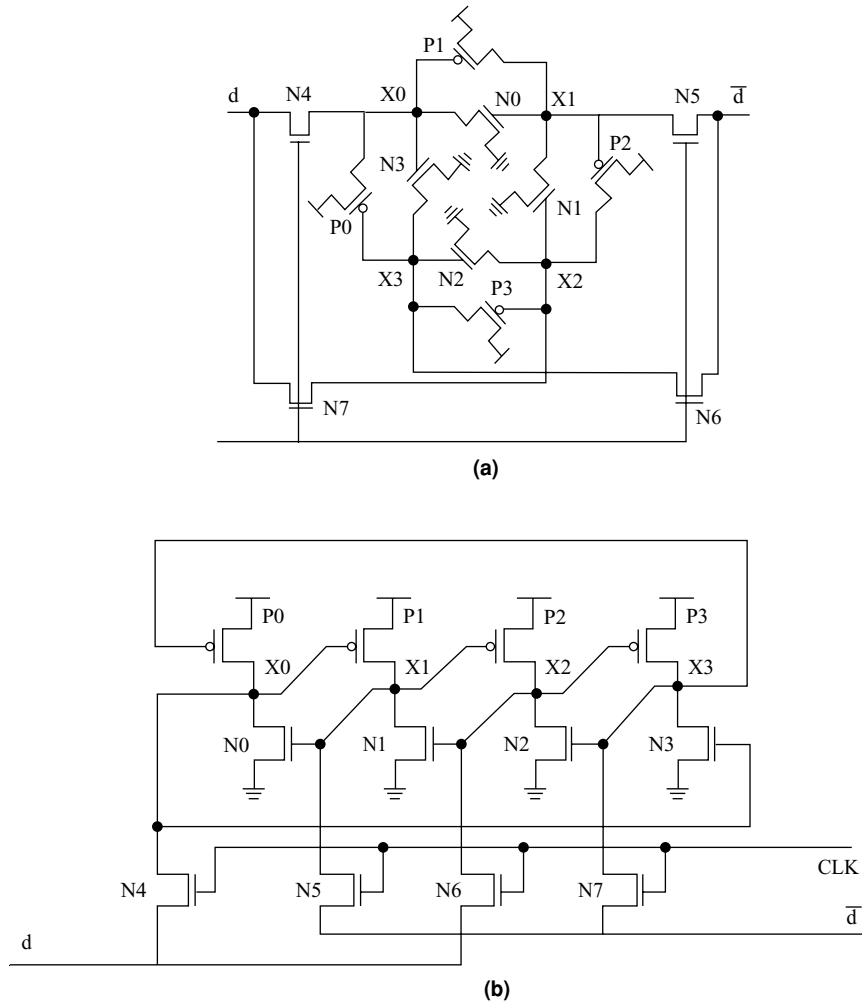 P1
d N4 X0 N0 X1 N5 d
P2
N3
P0 N1
X3 N2 X2
P3
N7 N6
(a)
P0 P1 P2 P3
X0 X1 X2 X3
N0 N1 N2 N3
CLK
N4 N5 N6 N7
d
d
(b)